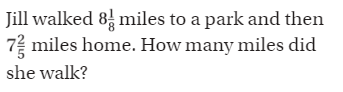 Jill walked 8⅛ miles to a park and then
7⅖ miles home. How many miles did
she walk?